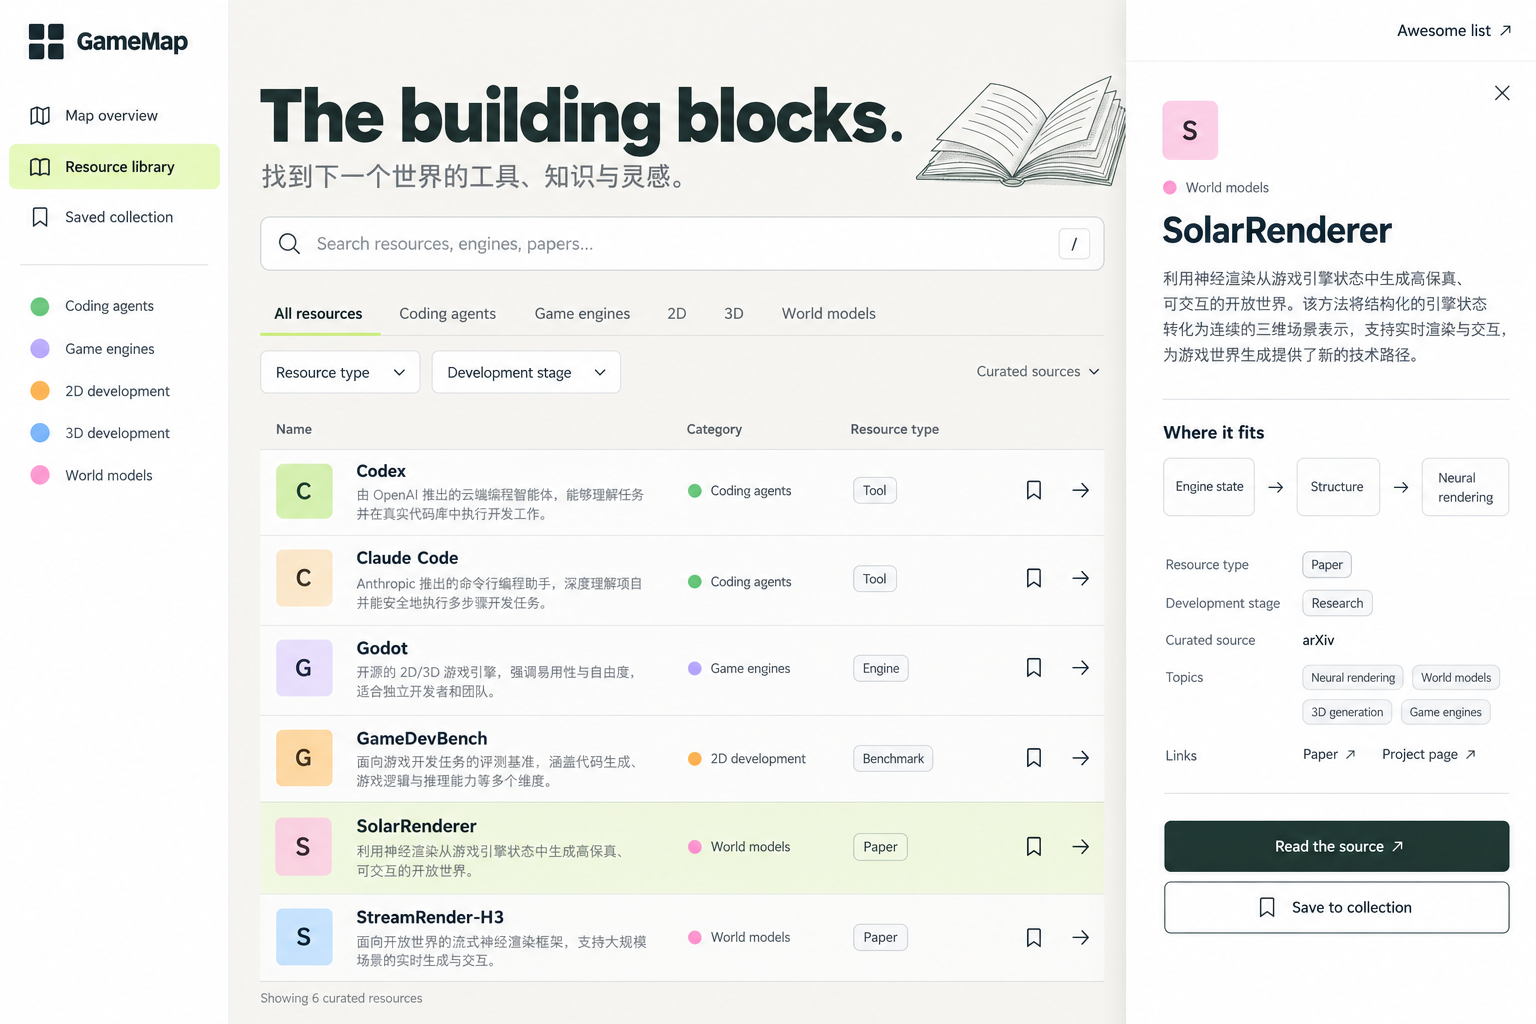 GameMap
Map overview
Resource library
Saved collection
Coding agents
Game engines
2D development
3D development
World models
The building blocks.
找到下一个世界的工具、知识与灵感。
Search resources, engines, papers...
/
All resources
Coding agents
Game engines
2D
3D
World models
Resource type
Development stage
Curated sources
Name
Category
Resource type
C
Codex
由 OpenAI 推出的云端编程智能体，能够理解任务
并在真实代码库中执行开发工作。
Coding agents
Tool
C
Claude Code
Anthropic 推出的命令行编程助手，深度理解项目
并能安全地执行多步骤开发任务。
Coding agents
Tool
G
Godot
开源的 2D/3D 游戏引擎，强调易用性与自由度，
适合独立开发者和团队。
Game engines
Engine
G
GameDevBench
面向游戏开发任务的评测基准，涵盖代码生成、
游戏逻辑与推理能力等多个维度。
2D development
Benchmark
S
SolarRenderer
利用神经渲染从游戏引擎状态中生成高保真、
可交互的开放世界。
World models
Paper
S
StreamRender-H3
面向开放世界的流式神经渲染框架，支持大规模
场景的实时生成与交互。
World models
Paper
Showing 6 curated resources
Awesome list ↗
S
World models
SolarRenderer
利用神经渲染从游戏引擎状态中生成高保真、
可交互的开放世界。该方法将结构化的引擎状态
转化为连续的三维场景表示，支持实时渲染与交互，
为游戏世界生成提供了新的技术路径。
Where it fits
Engine state → Structure → Neural
rendering
Resource type
Paper
Development stage
Research
Curated source
arXiv
Topics
Neural rendering
World models
3D generation
Game engines
Links
Paper ↗
Project page ↗
Read the source ↗
Save to collection